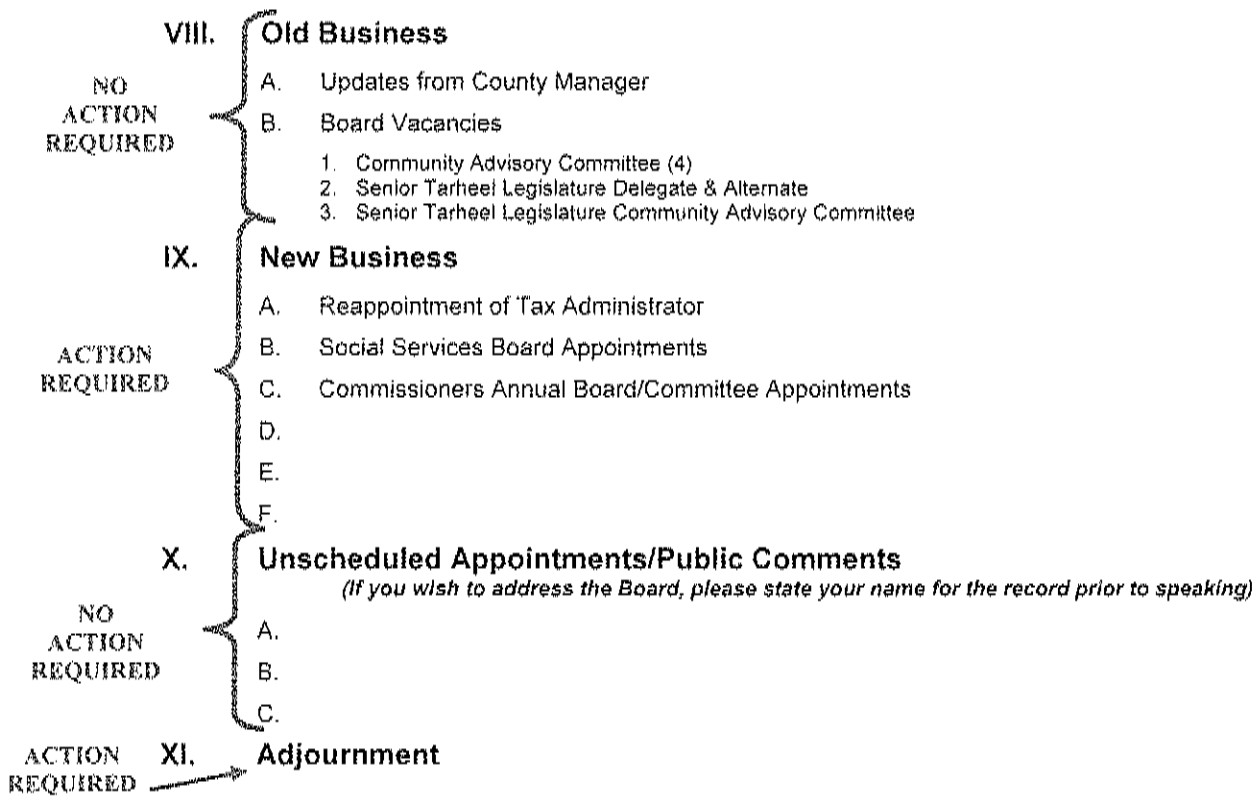 VIII. Old Business
NO
ACTION
REQUIRED
A. Updates from County Manager
B. Board Vacancies
1. Community Advisory Committee (4)
2. Senior Tarheel Legislature Delegate & Alternate
3. Senior Tarheel Legislature Community Advisory Committee
IX. New Business
ACTION
REQUIRED
A. Reappointment of Tax Administrator
B. Social Services Board Appointments
C. Commissioners Annual Board/Committee Appointments
D.
E.
F.
X. Unscheduled Appointments/Public Comments
(If you wish to address the Board, please state your name for the record prior to speaking)
NO
ACTION
REQUIRED
A.
B.
C.
ACTION
REQUIRED
XI. Adjournment